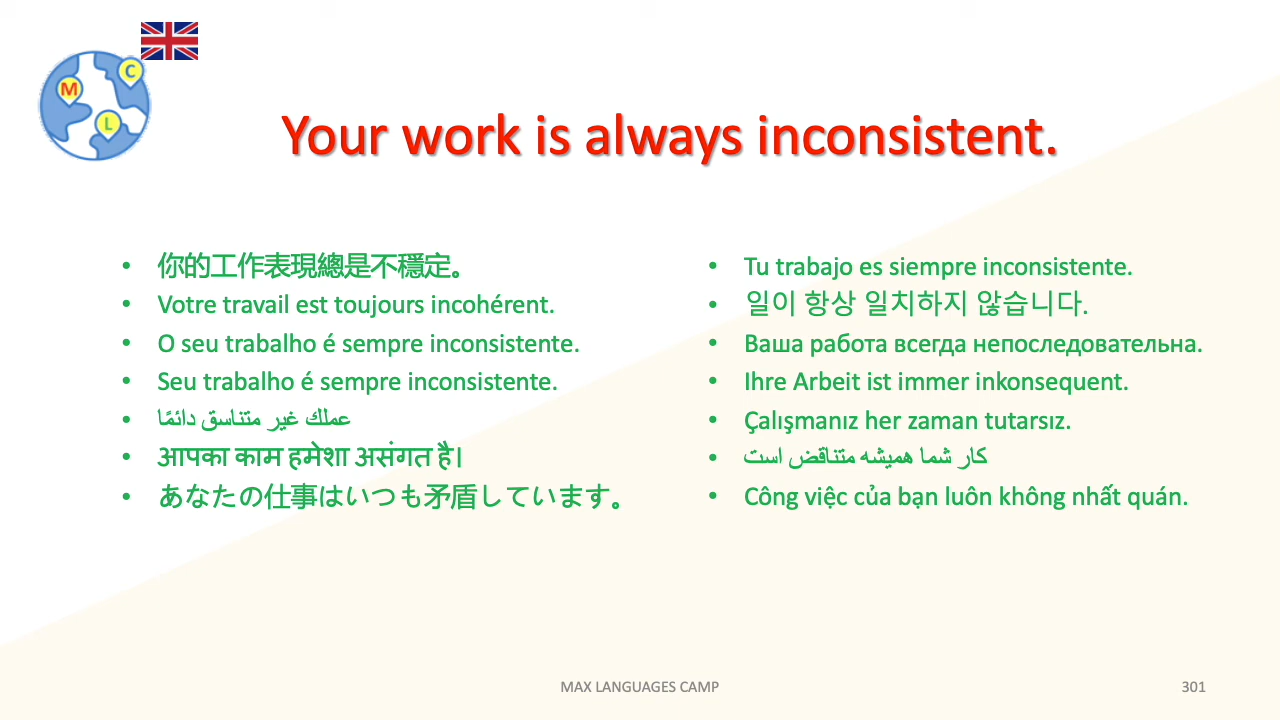 M
C
L
Your work is always inconsistent.
你的工作表現總是不穩定。
Votre travail est toujours incohérent.
O seu trabalho é sempre inconsistente.
Seu trabalho é sempre inconsistente.
عملك غير متناسق دائمًا
आपका काम हमेशा असंगत है।
あなたの仕事はいつも矛盾しています。
Tu trabajo es siempre inconsistente.
일이 항상 일치하지 않습니다.
Ваша работа всегда непоследовательна.
Ihre Arbeit ist immer inkonsequent.
Çalışmanız her zaman tutarsız.
کار شما همیشه متناقض است
Công việc của bạn luôn không nhất quán.
MAX LANGUAGES CAMP
301